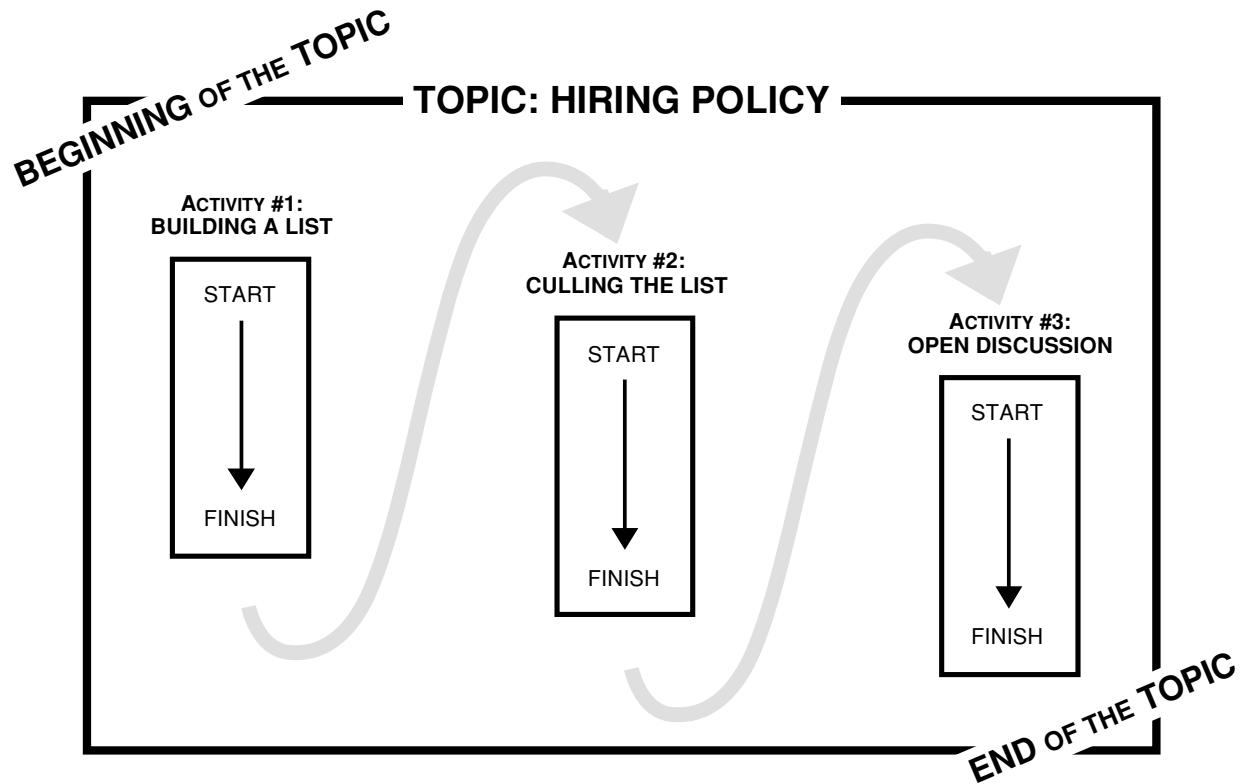 BEGINNING OF THE TOPIC
TOPIC: HIRING POLICY
ACTIVITY #1:
BUILDING A LIST
START
FINISH
ACTIVITY #2:
CULLING THE LIST
START
FINISH
ACTIVITY #3:
OPEN DISCUSSION
START
FINISH
END OF THE TOPIC